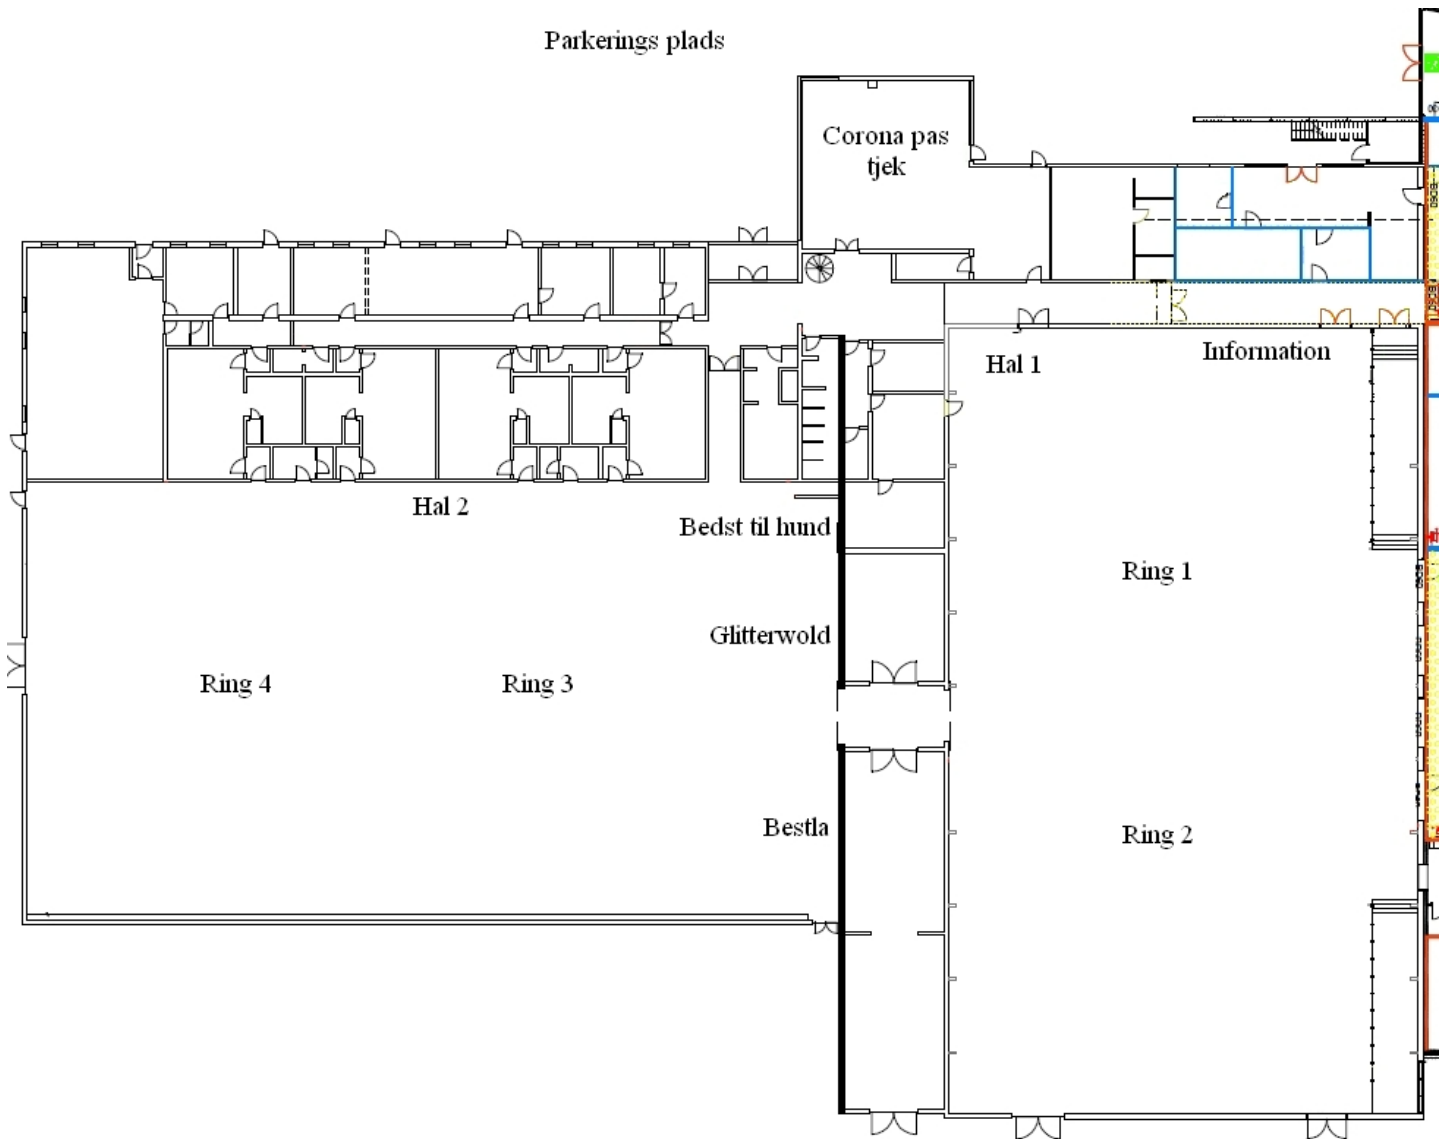 Parkerings plads
Corona pas
tjek
Hal 1
Information
Hal 2
Bedst til hund
Ring 1
Glitterwold
Ring 4
Ring 3
Bestla
Ring 2